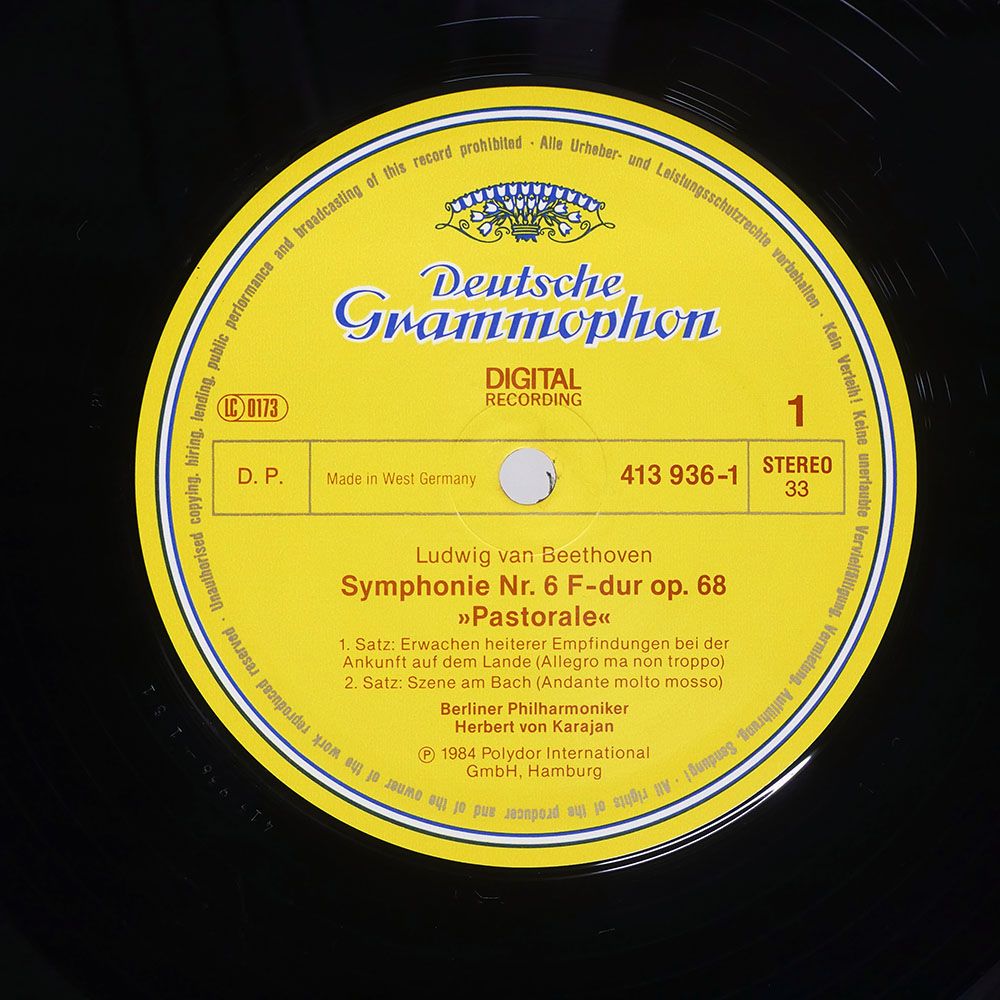 Unauthorised copying, hiring, lending, public performance and broadcasting of this record prohibited · Alle Urheber- und Leistungsschutzrechte vorbehalten · Kein Verleih! Keine unerlaubte Vervielfältigung, Vermietung, Aufführung, Sendung! · All rights of the producer and of the owner of the work reproduced reserved ·
Deutsche
Grammophon
DIGITAL
RECORDING
LC 0173
1
D. P.
Made in West Germany
413 936-1
STEREO
33
Ludwig van Beethoven
Symphonie Nr. 6 F-dur op. 68
»Pastorale«
1. Satz: Erwachen heiterer Empfindungen bei der
Ankunft auf dem Lande (Allegro ma non troppo)
2. Satz: Szene am Bach (Andante molto mosso)
Berliner Philharmoniker
Herbert von Karajan
℗ 1984 Polydor International
GmbH, Hamburg